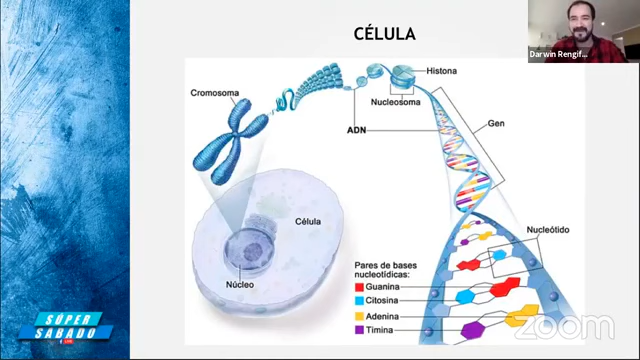 CÉLULA
Darwin Rengif...
Histona
Cromosoma
Nucleosoma
ADN
Gen
Célula
Nucleótido
Núcleo
Pares de bases
nucleotídicas:
Guanina
Citosina
Adenina
Timina
SÚPER
SÁBADO
LIVE
zoom